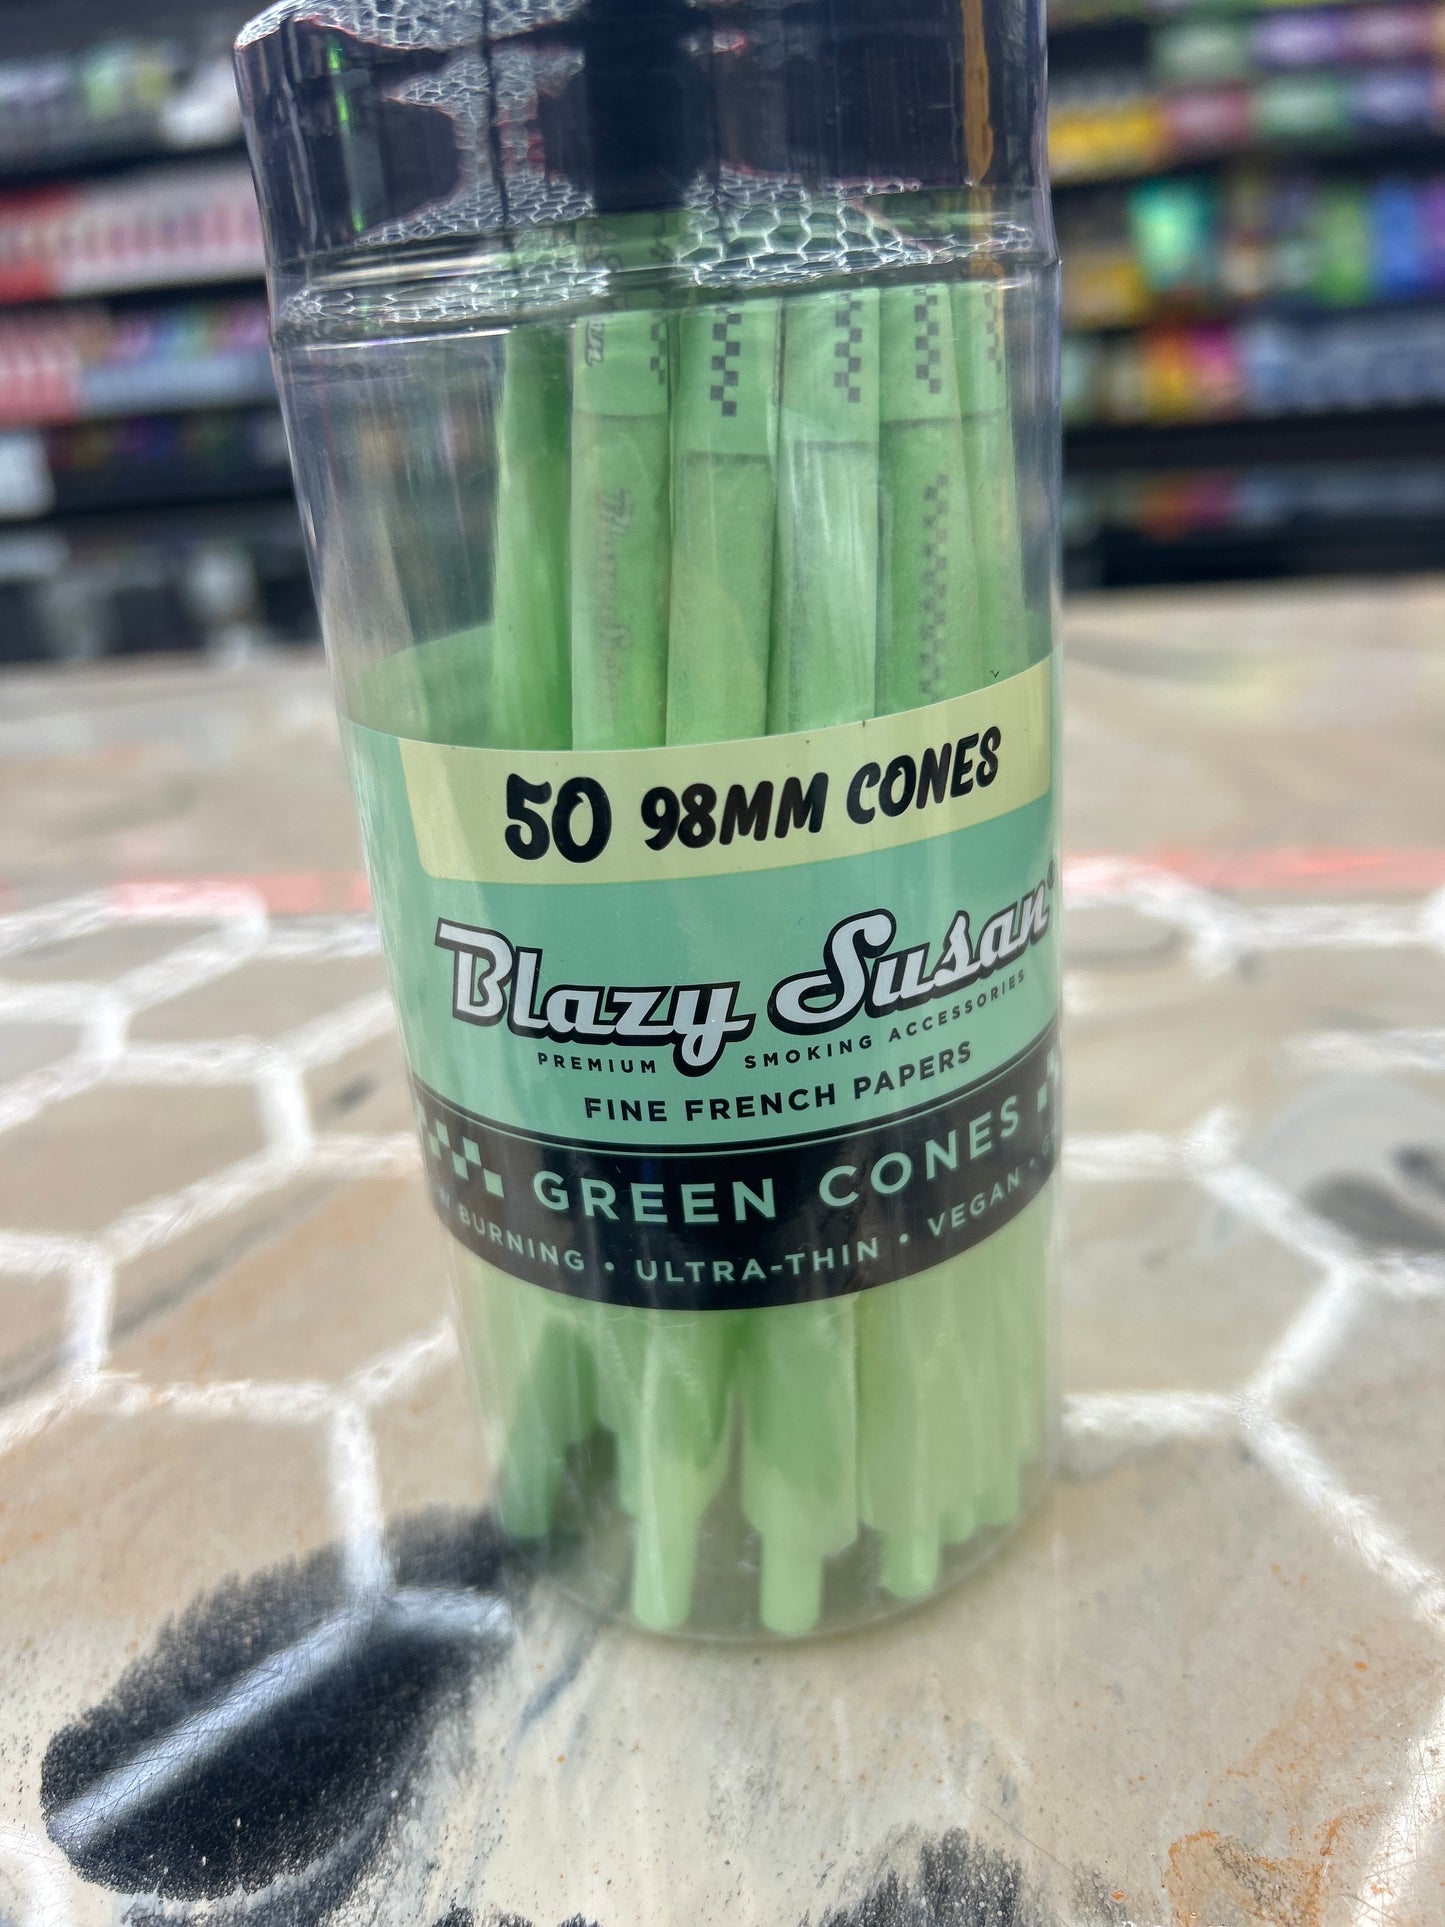 50 98MM CONES
Blazy Susan®
PREMIUM SMOKING ACCESSORIES
FINE FRENCH PAPERS
GREEN CONES
BURNING • ULTRA-THIN • VEGAN •